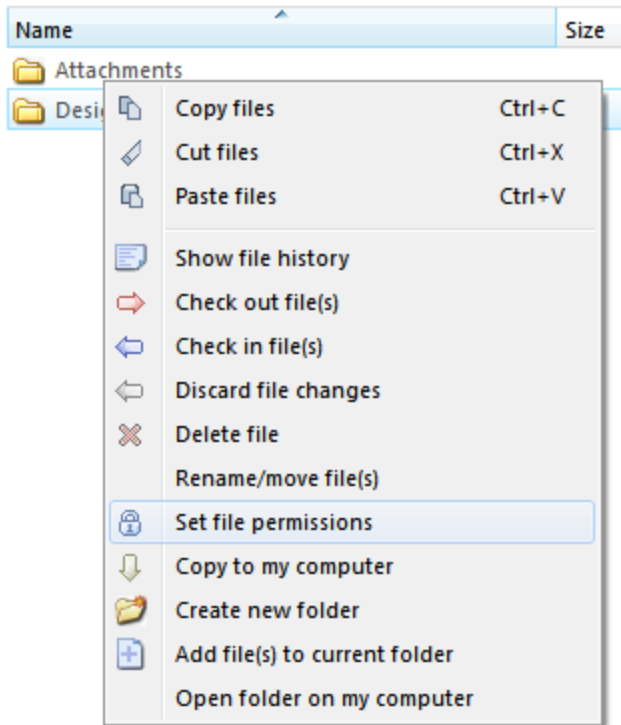 Name Size
Attachments
Desi
Copy files Ctrl+C
Cut files Ctrl+X
Paste files Ctrl+V
Show file history
Check out file(s)
Check in file(s)
Discard file changes
Delete file
Rename/move file(s)
Set file permissions
Copy to my computer
Create new folder
Add file(s) to current folder
Open folder on my computer